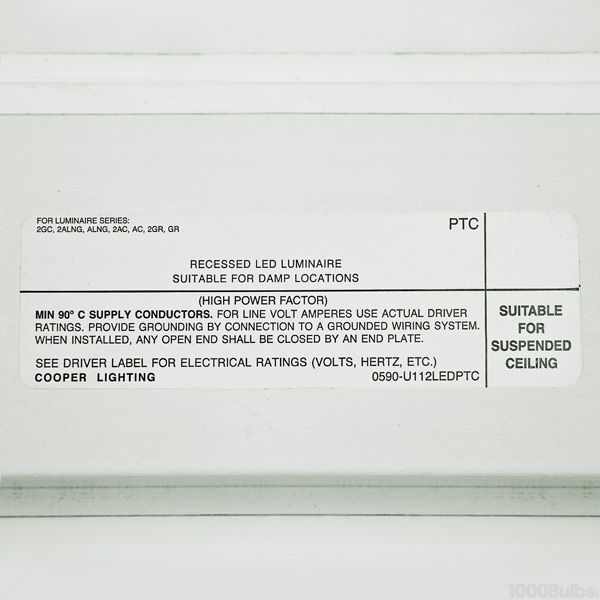 FOR LUMINAIRE SERIES:
2GC, 2ALNG, ALNG, 2AC, AC, 2GR, GR
PTC
RECESSED LED LUMINAIRE
SUITABLE FOR DAMP LOCATIONS
(HIGH POWER FACTOR)
MIN 90° C SUPPLY CONDUCTORS. FOR LINE VOLT AMPERES USE ACTUAL DRIVER
RATINGS. PROVIDE GROUNDING BY CONNECTION TO A GROUNDED WIRING SYSTEM.
WHEN INSTALLED, ANY OPEN END SHALL BE CLOSED BY AN END PLATE.
SEE DRIVER LABEL FOR ELECTRICAL RATINGS (VOLTS, HERTZ, ETC.)
COOPER LIGHTING 0590-U112LEDPTC
SUITABLE
FOR
SUSPENDED
CEILING
1000Bulbs